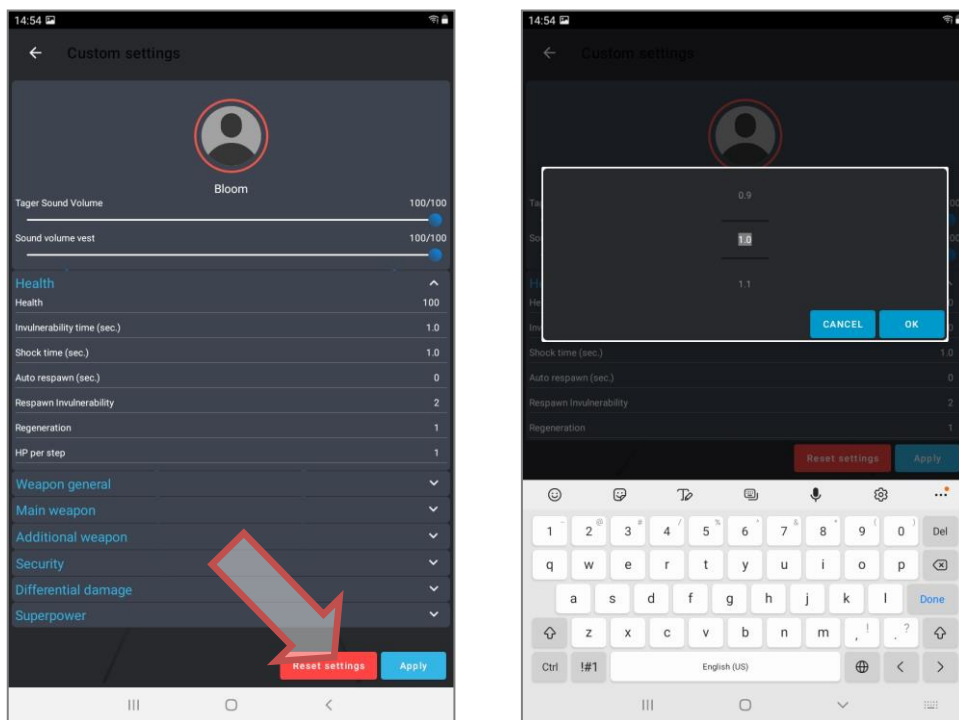 14:54
Custom settings
Bloom
Tager Sound Volume 100/100
Sound volume vest 100/100
Health
Health 100
Invulnerability time (sec.) 1.0
Shock time (sec.) 1.0
Auto respawn (sec.) 0
Respawn Invulnerability 2
Regeneration 1
HP per step 1
Weapon general
Main weapon
Additional weapon
Security
Differential damage
Superpower
Reset settings Apply
14:54
Custom settings
0.9
1.0
1.1
CANCEL OK
Shock time (sec.) 1.0
Auto respawn (sec.) 0
Respawn Invulnerability 2
Regeneration 1
Reset settings Apply
1 2 3 4 5 6 7 8 9 0 Del
q w e r t y u i o p
a s d f g h j k l Done
z x c v b n m , ! . ?
Ctrl !#1 English (US) < >